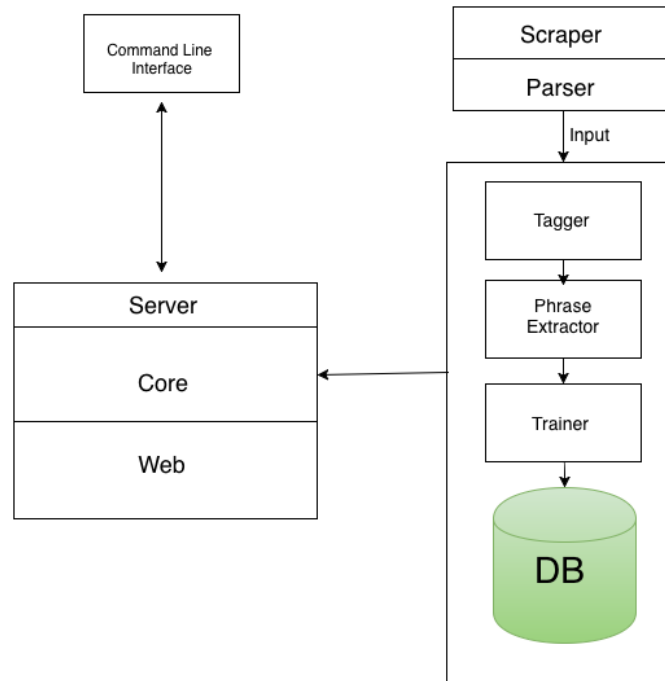 Command Line
Interface
Scraper
Parser
Input
Tagger
Phrase
Extractor
Trainer
DB
Server
Core
Web